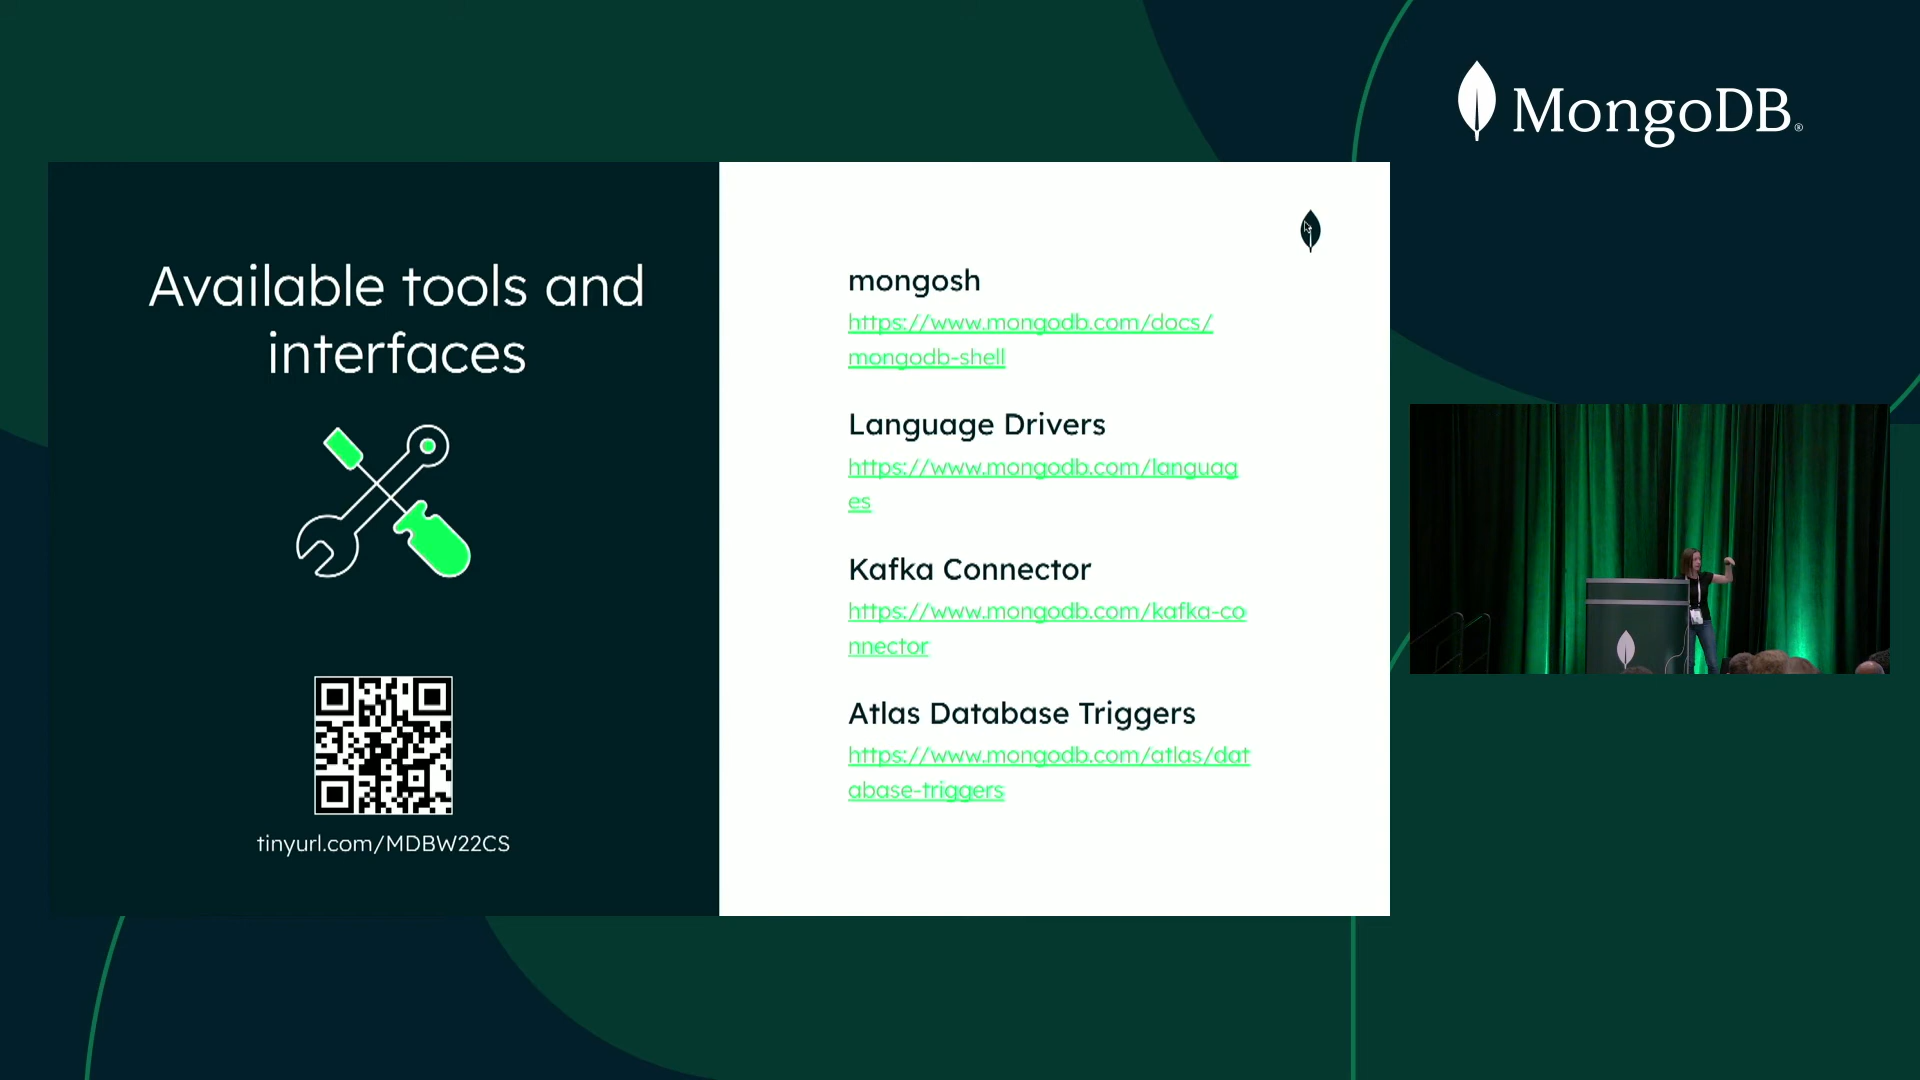 MongoDB®
Available tools and
interfaces
tinyurl.com/MDBW22CS
mongosh
https://www.mongodb.com/docs/
mongodb-shell
Language Drivers
https://www.mongodb.com/languag
es
Kafka Connector
https://www.mongodb.com/kafka-co
nnector
Atlas Database Triggers
https://www.mongodb.com/atlas/dat
abase-triggers